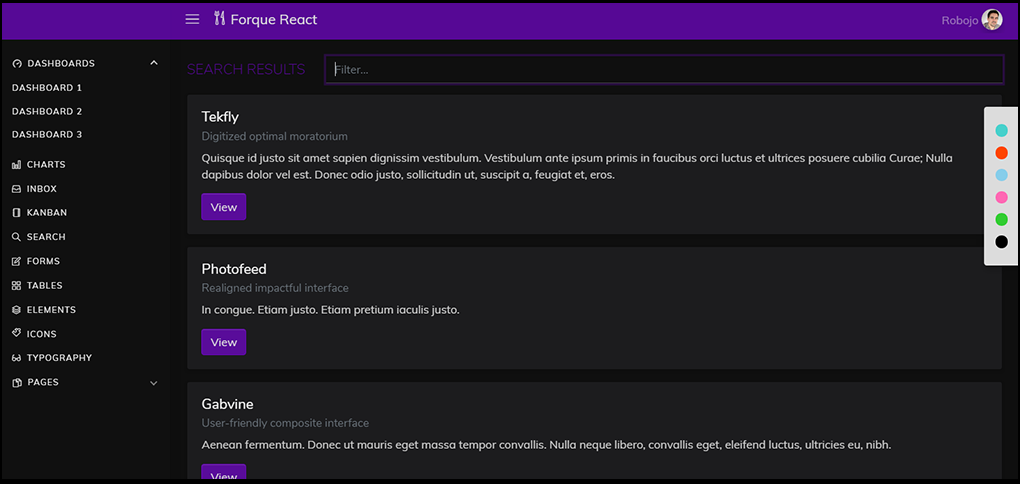 Forque React
Robojo
DASHBOARDS
DASHBOARD 1
DASHBOARD 2
DASHBOARD 3
CHARTS
INBOX
KANBAN
SEARCH
FORMS
TABLES
ELEMENTS
ICONS
TYPOGRAPHY
PAGES
SEARCH RESULTS
Filter...
Tekfly
Digitized optimal moratorium
Quisque id justo sit amet sapien dignissim vestibulum. Vestibulum ante ipsum primis in faucibus orci luctus et ultrices posuere cubilia Curae; Nulla
dapibus dolor vel est. Donec odio justo, sollicitudin ut, suscipit a, feugiat et, eros.
View
Photofeed
Realigned impactful interface
In congue. Etiam justo. Etiam pretium iaculis justo.
View
Gabvine
User-friendly composite interface
Aenean fermentum. Donec ut mauris eget massa tempor convallis. Nulla neque libero, convallis eget, eleifend luctus, ultricies eu, nibh.
View